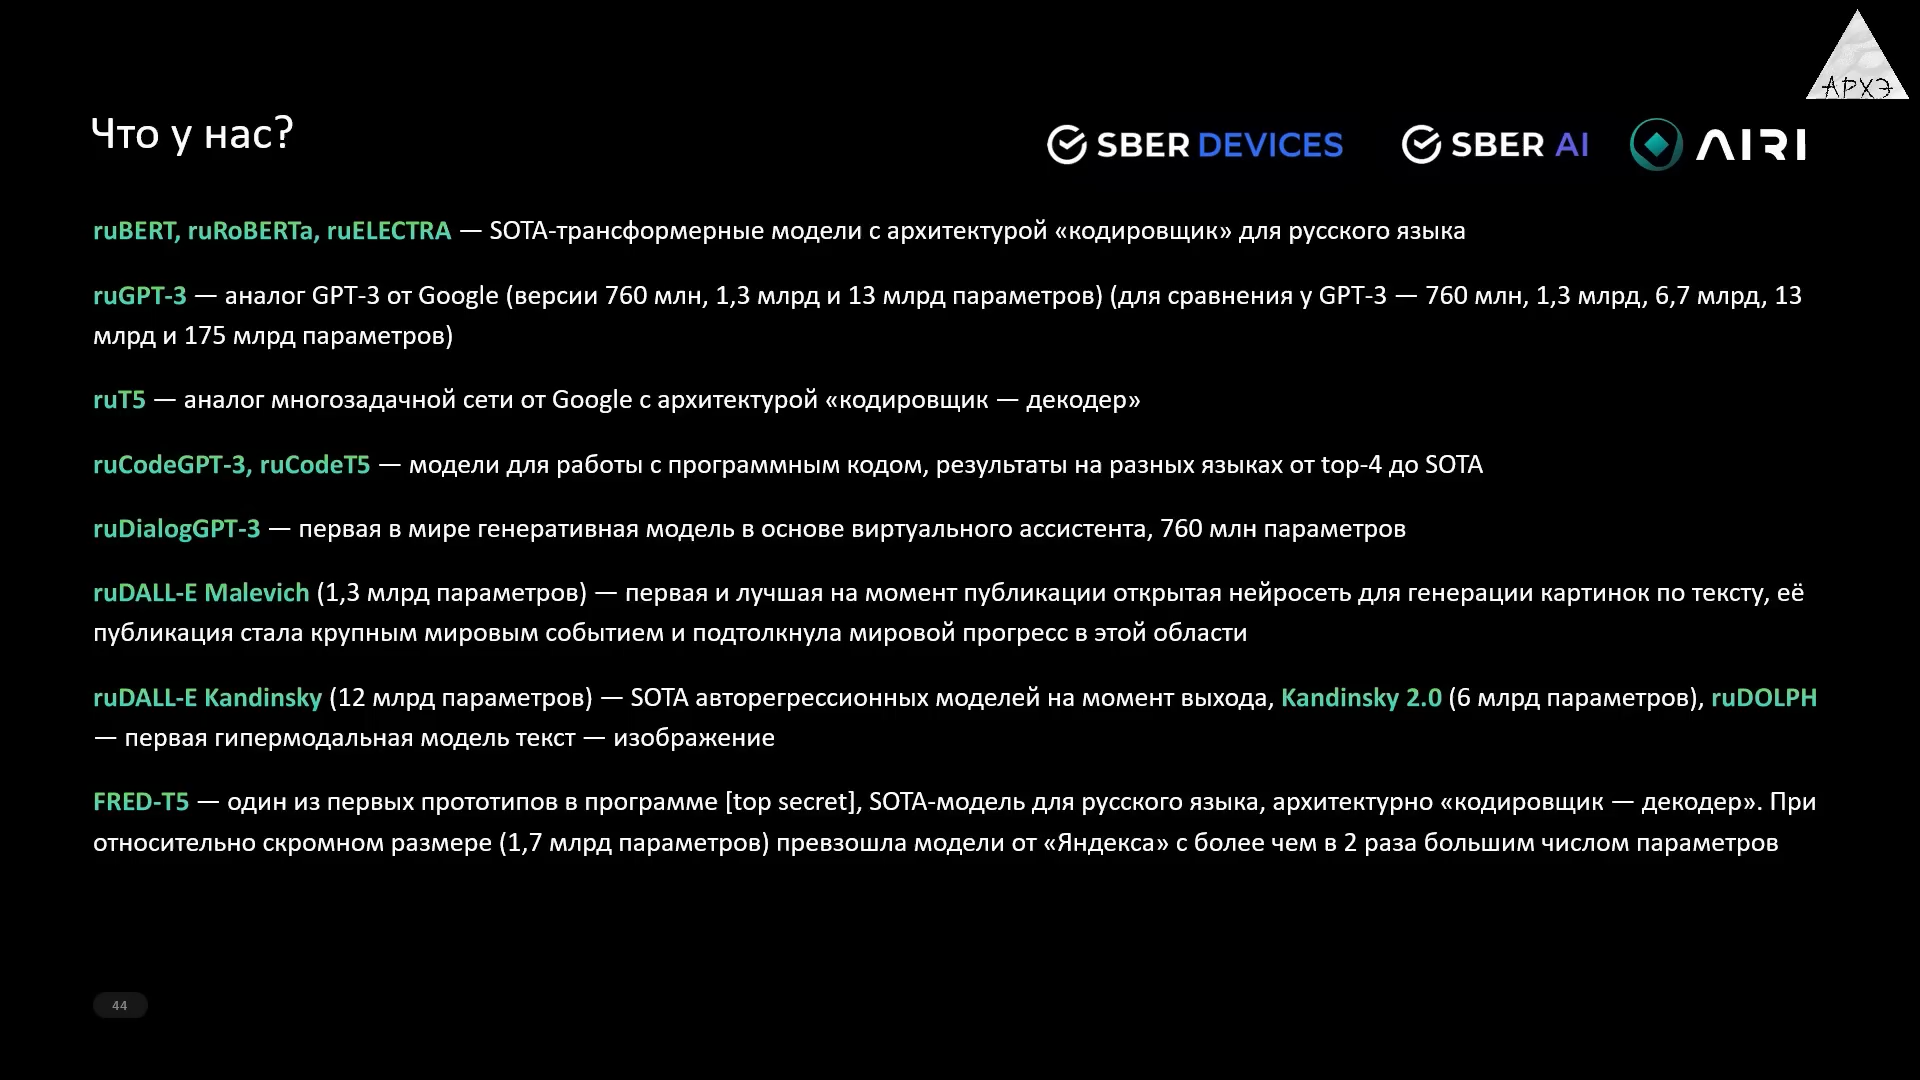 АРХЭ
Что у нас?
SBER DEVICES
SBER AI
AIRI
ruBERT, ruRoBERTa, ruELECTRA — SOTA-трансформерные модели с архитектурой «кодировщик» для русского языка
ruGPT-3 — аналог GPT-3 от Google (версии 760 млн, 1,3 млрд и 13 млрд параметров) (для сравнения у GPT-3 — 760 млн, 1,3 млрд, 6,7 млрд, 13
млрд и 175 млрд параметров)
ruT5 — аналог многозадачной сети от Google с архитектурой «кодировщик — декодер»
ruCodeGPT-3, ruCodeT5 — модели для работы с программным кодом, результаты на разных языках от top-4 до SOTA
ruDialogGPT-3 — первая в мире генеративная модель в основе виртуального ассистента, 760 млн параметров
ruDALL-E Malevich (1,3 млрд параметров) — первая и лучшая на момент публикации открытая нейросеть для генерации картинок по тексту, её
публикация стала крупным мировым событием и подтолкнула мировой прогресс в этой области
ruDALL-E Kandinsky (12 млрд параметров) — SOTA авторегрессионных моделей на момент выхода, Kandinsky 2.0 (6 млрд параметров), ruDOLPH
— первая гипермодальная модель текст — изображение
FRED-T5 — один из первых прототипов в программе [top secret], SOTA-модель для русского языка, архитектурно «кодировщик — декодер». При
относительно скромном размере (1,7 млрд параметров) превзошла модели от «Яндекса» с более чем в 2 раза большим числом параметров
44